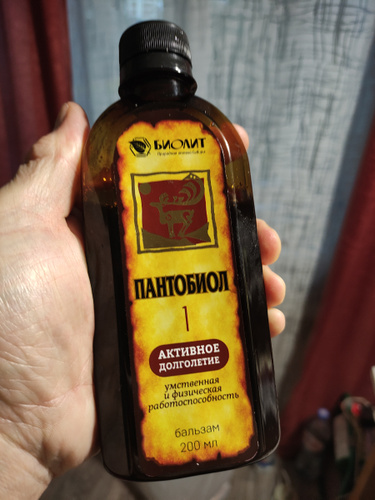 БИОЛИТ
ПАНТОБИОЛ
1
АКТИВНОЕ
ДОЛГОЛЕТИЕ
умственная
и физическая
работоспособность
бальзам
200 мл